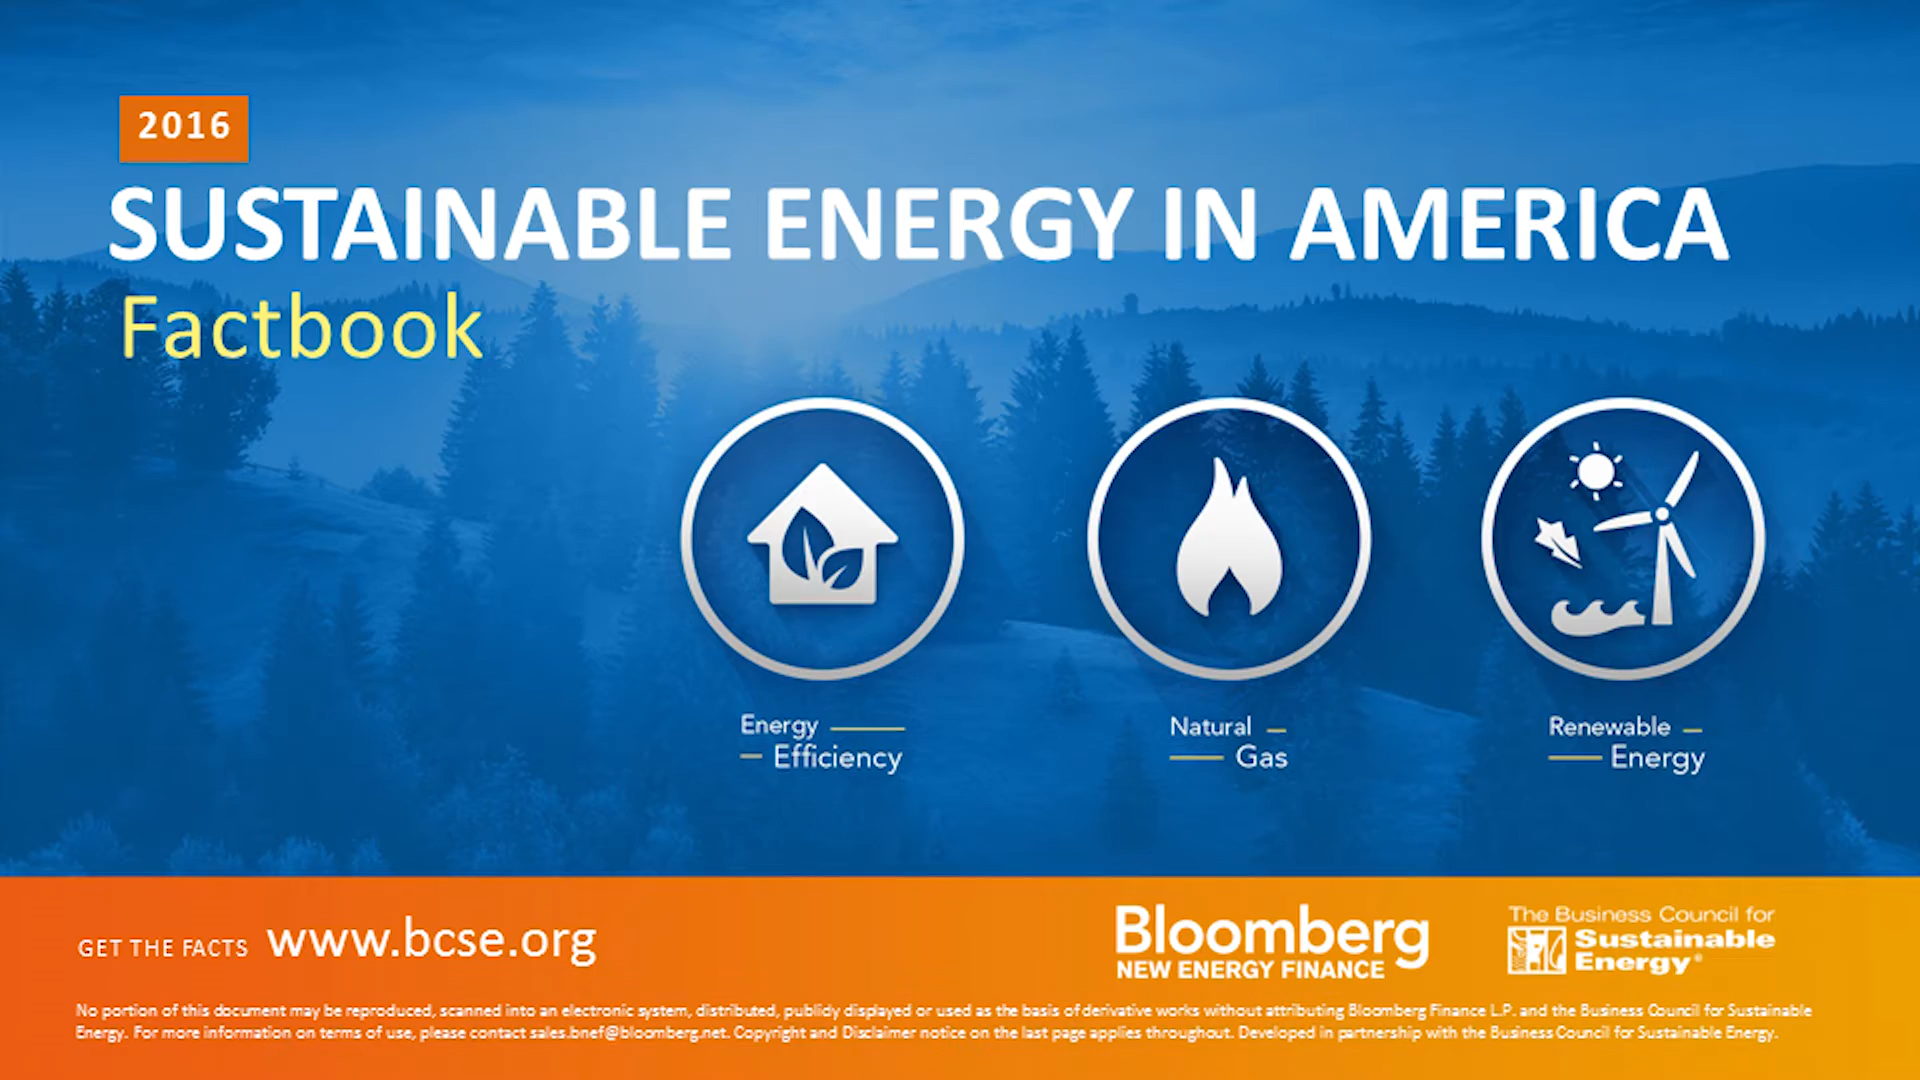 2016
SUSTAINABLE ENERGY IN AMERICA
Factbook
Energy
Efficiency
Natural
Gas
Renewable
Energy
GET THE FACTS www.bcse.org
Bloomberg
NEW ENERGY FINANCE
The Business Council for
Sustainable
Energy®
No portion of this document may be reproduced, scanned into an electronic system, distributed, publicly displayed or used as the basis of derivative works without attributing Bloomberg Finance L.P. and the Business Council for Sustainable
Energy. For more information on terms of use, please contact sales.bnef@bloomberg.net. Copyright and Disclaimer notice on the last page applies throughout. Developed in partnership with the Business Council for Sustainable Energy.